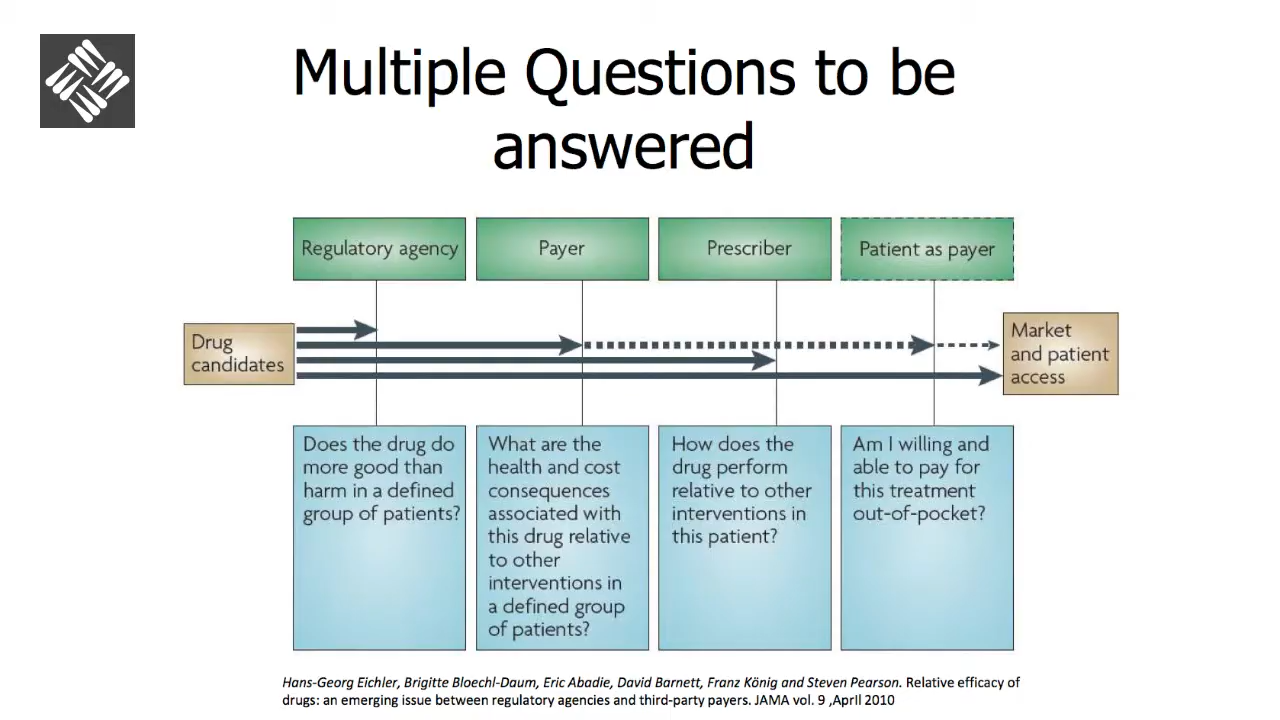 Multiple Questions to be
answered
Regulatory agency
Payer
Prescriber
Patient as payer
Drug
candidates
Market
and patient
access
Does the drug do
more good than
harm in a defined
group of patients?
What are the
health and cost
consequences
associated with
this drug relative
to other
interventions in
a defined group
of patients?
How does the
drug perform
relative to other
interventions in
this patient?
Am I willing and
able to pay for
this treatment
out-of-pocket?
Hans-Georg Eichler, Brigitte Bloechl-Daum, Eric Abadie, David Barnett, Franz König and Steven Pearson. Relative efficacy of
drugs: an emerging issue between regulatory agencies and third-party payers. JAMA vol. 9 ,April 2010